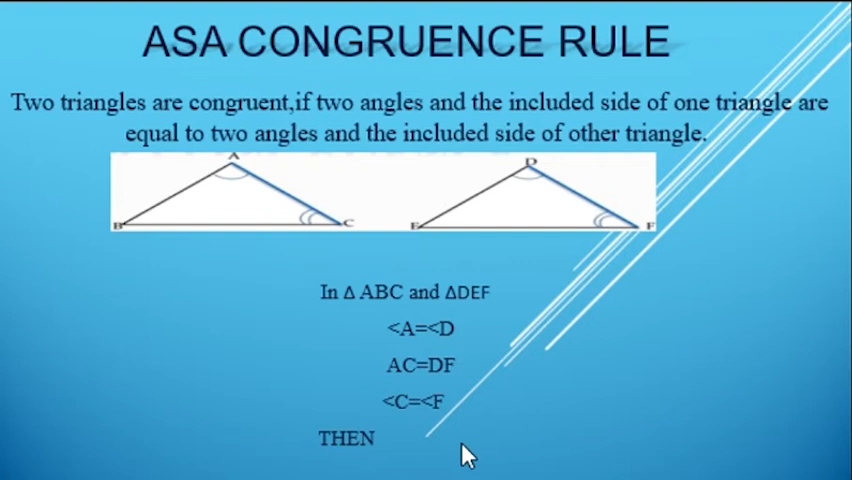 ASA CONGRUENCE RULE
Two triangles are congruent,if two angles and the included side of one triangle are
equal to two angles and the included side of other triangle.
A D
B C E F
In Δ ABC and ΔDEF
<A=<D
AC=DF
<C=<F
THEN